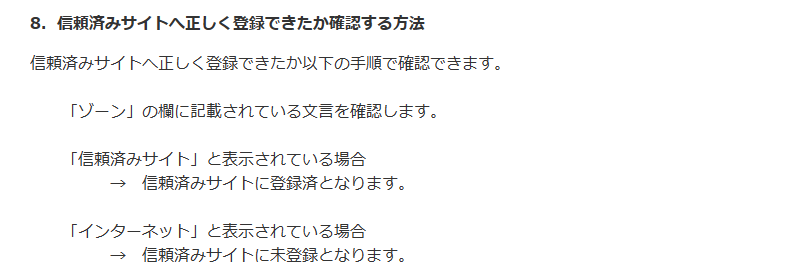 8．信頼済みサイトへ正しく登録できたか確認する方法
信頼済みサイトへ正しく登録できたか以下の手順で確認できます。
「ゾーン」の欄に記載されている文言を確認します。
「信頼済みサイト」と表示されている場合
→　信頼済みサイトに登録済となります。
「インターネット」と表示されている場合
→　信頼済みサイトに未登録となります。